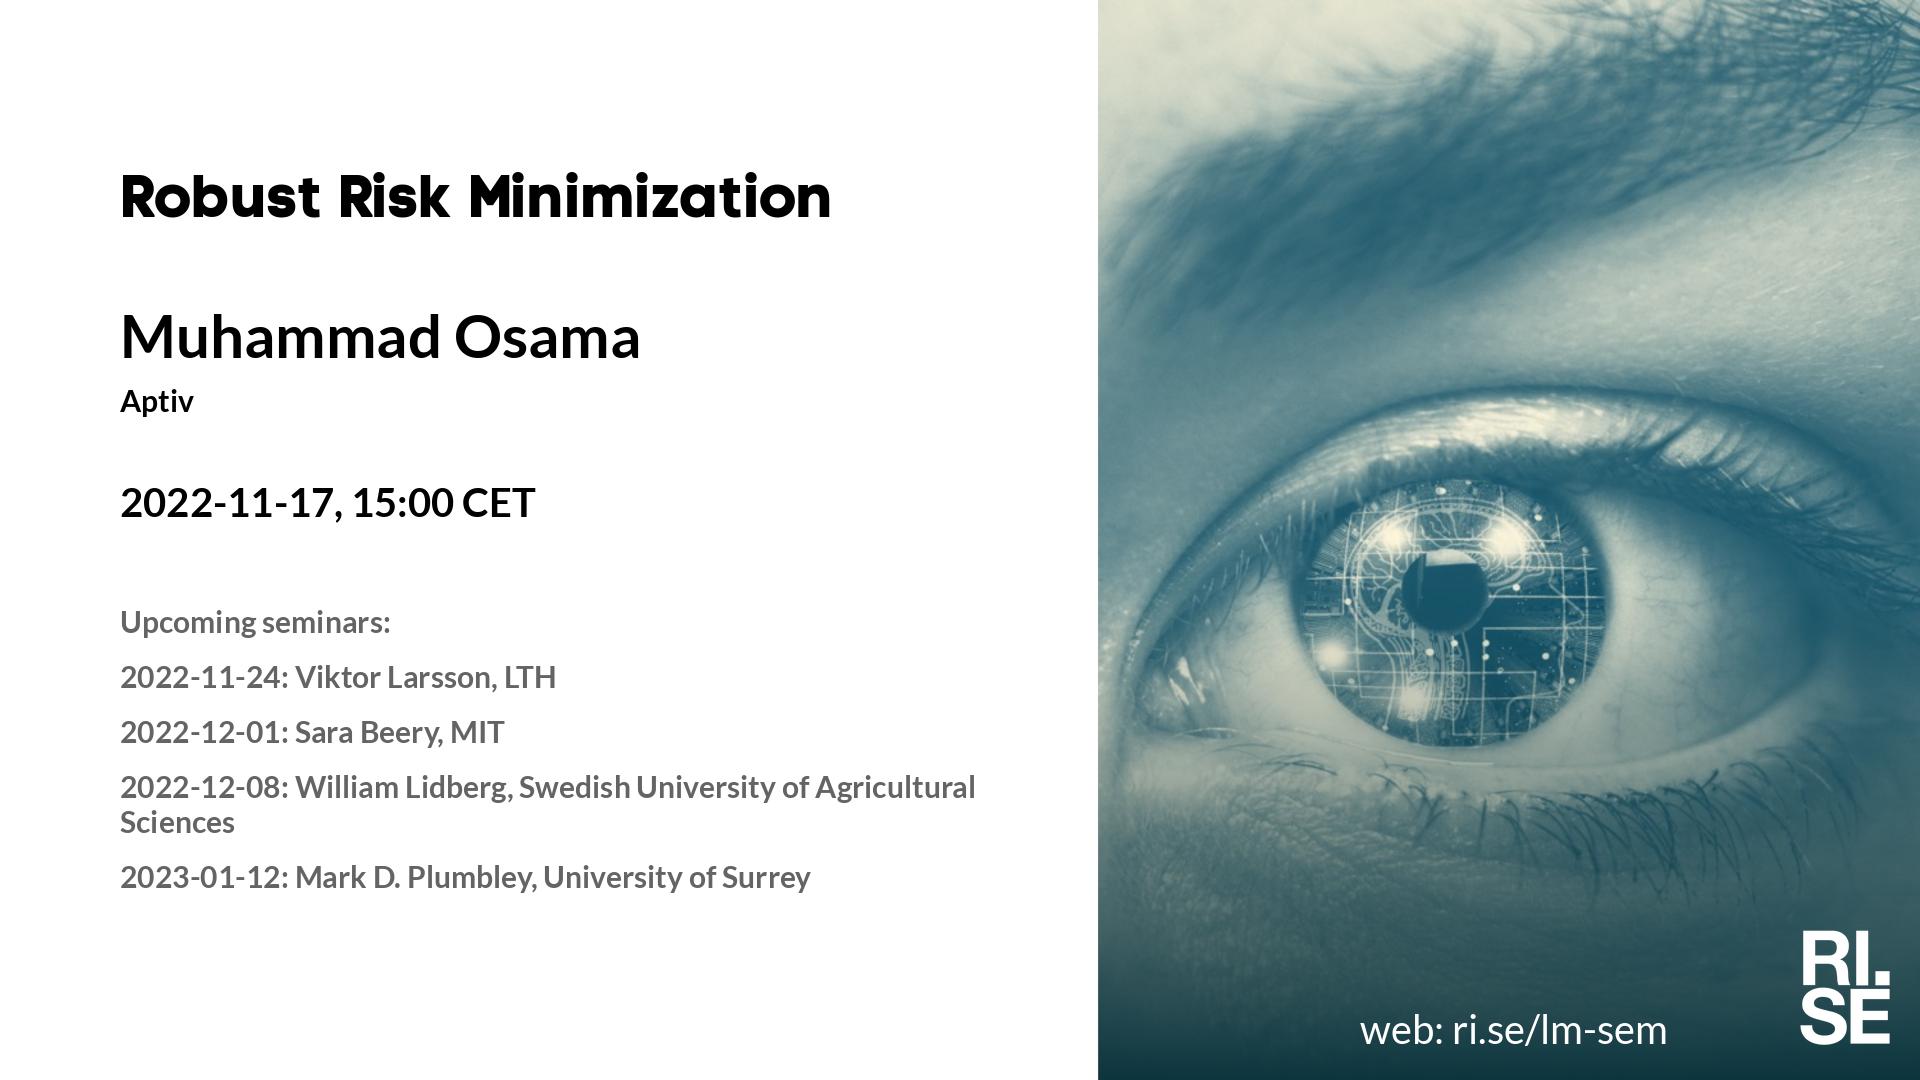 Robust Risk Minimization
Muhammad Osama
Aptiv
2022-11-17, 15:00 CET
Upcoming seminars:
2022-11-24: Viktor Larsson, LTH
2022-12-01: Sara Beery, MIT
2022-12-08: William Lidberg, Swedish University of Agricultural
Sciences
2023-01-12: Mark D. Plumbley, University of Surrey
web: ri.se/lm-sem
RI.
SE